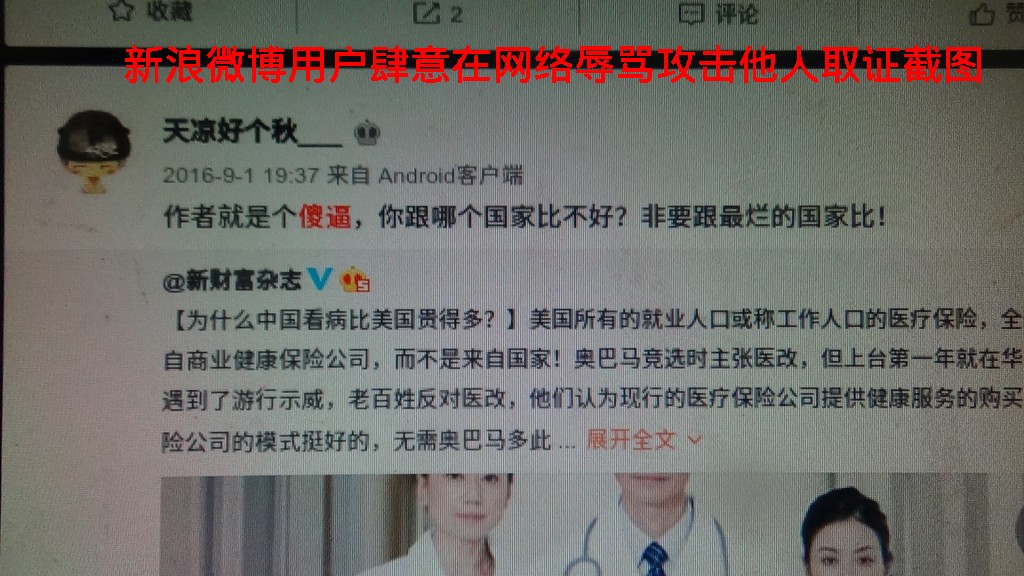 收藏 2 评论 赞
新浪微博用户肆意在网络辱骂攻击他人取证截图
天凉好个秋___
2016-9-1 19:37 来自 Android客户端
作者就是个傻逼，你跟哪个国家比不好？非要跟最烂的国家比！
@新财富杂志
【为什么中国看病比美国贵得多？】美国所有的就业人口或称工作人口的医疗保险，全
自商业健康保险公司，而不是来自国家！奥巴马竞选时主张医改，但上台第一年就在华
遇到了游行示威，老百姓反对医改，他们认为现行的医疗保险公司提供健康服务的购买
险公司的模式挺好的，无需奥巴马多此 ... 展开全文